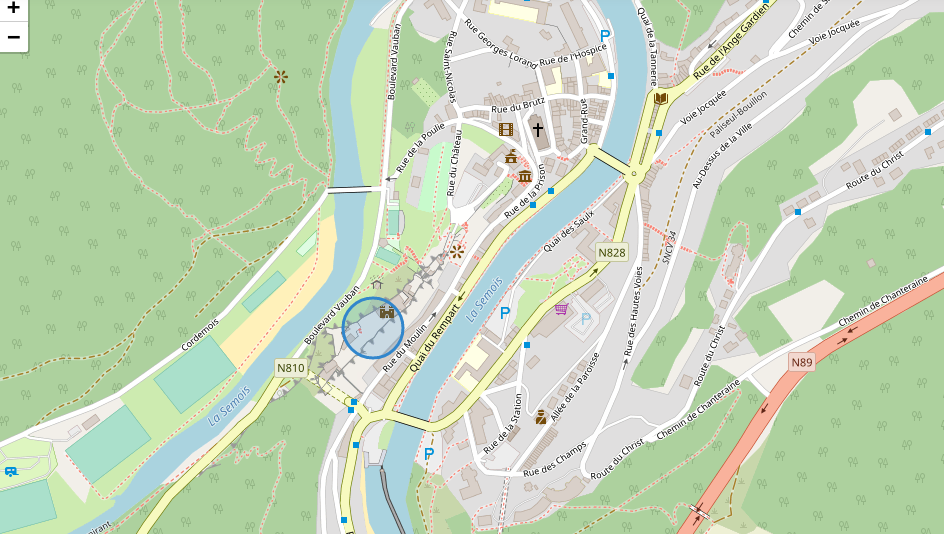 +
−
Quai de la Tannerie
Chemin de S
Voie Jocquée
Rue de l'Ange Gardien
Boulevard Vauban
Rue Saint-Nicolas
Rue Georges Lorand
Rue de l'Hospice
P
Rue du Brutz
Grand-Rue
Voie Jocquée
Paliseul-Bouillon
Au-Dessus de la Ville
Rue de la Poulie
Rue du Château
Rue de la Prison
Route du Christ
Quai des Saulx
N828
SNCV 34
La Semois
P
P
Rue des Hautes Voies
Boulevard Vauban
Cordemois
Rue du Moulin
Quai du Rempart
N810
Chemin de Chanteraine
N89
Route du Christ
La Semois
Allée de la Paroisse
Rue de la Station
Chemin de Chanteraine
P
Rue des Champs
Route du Christ
irant